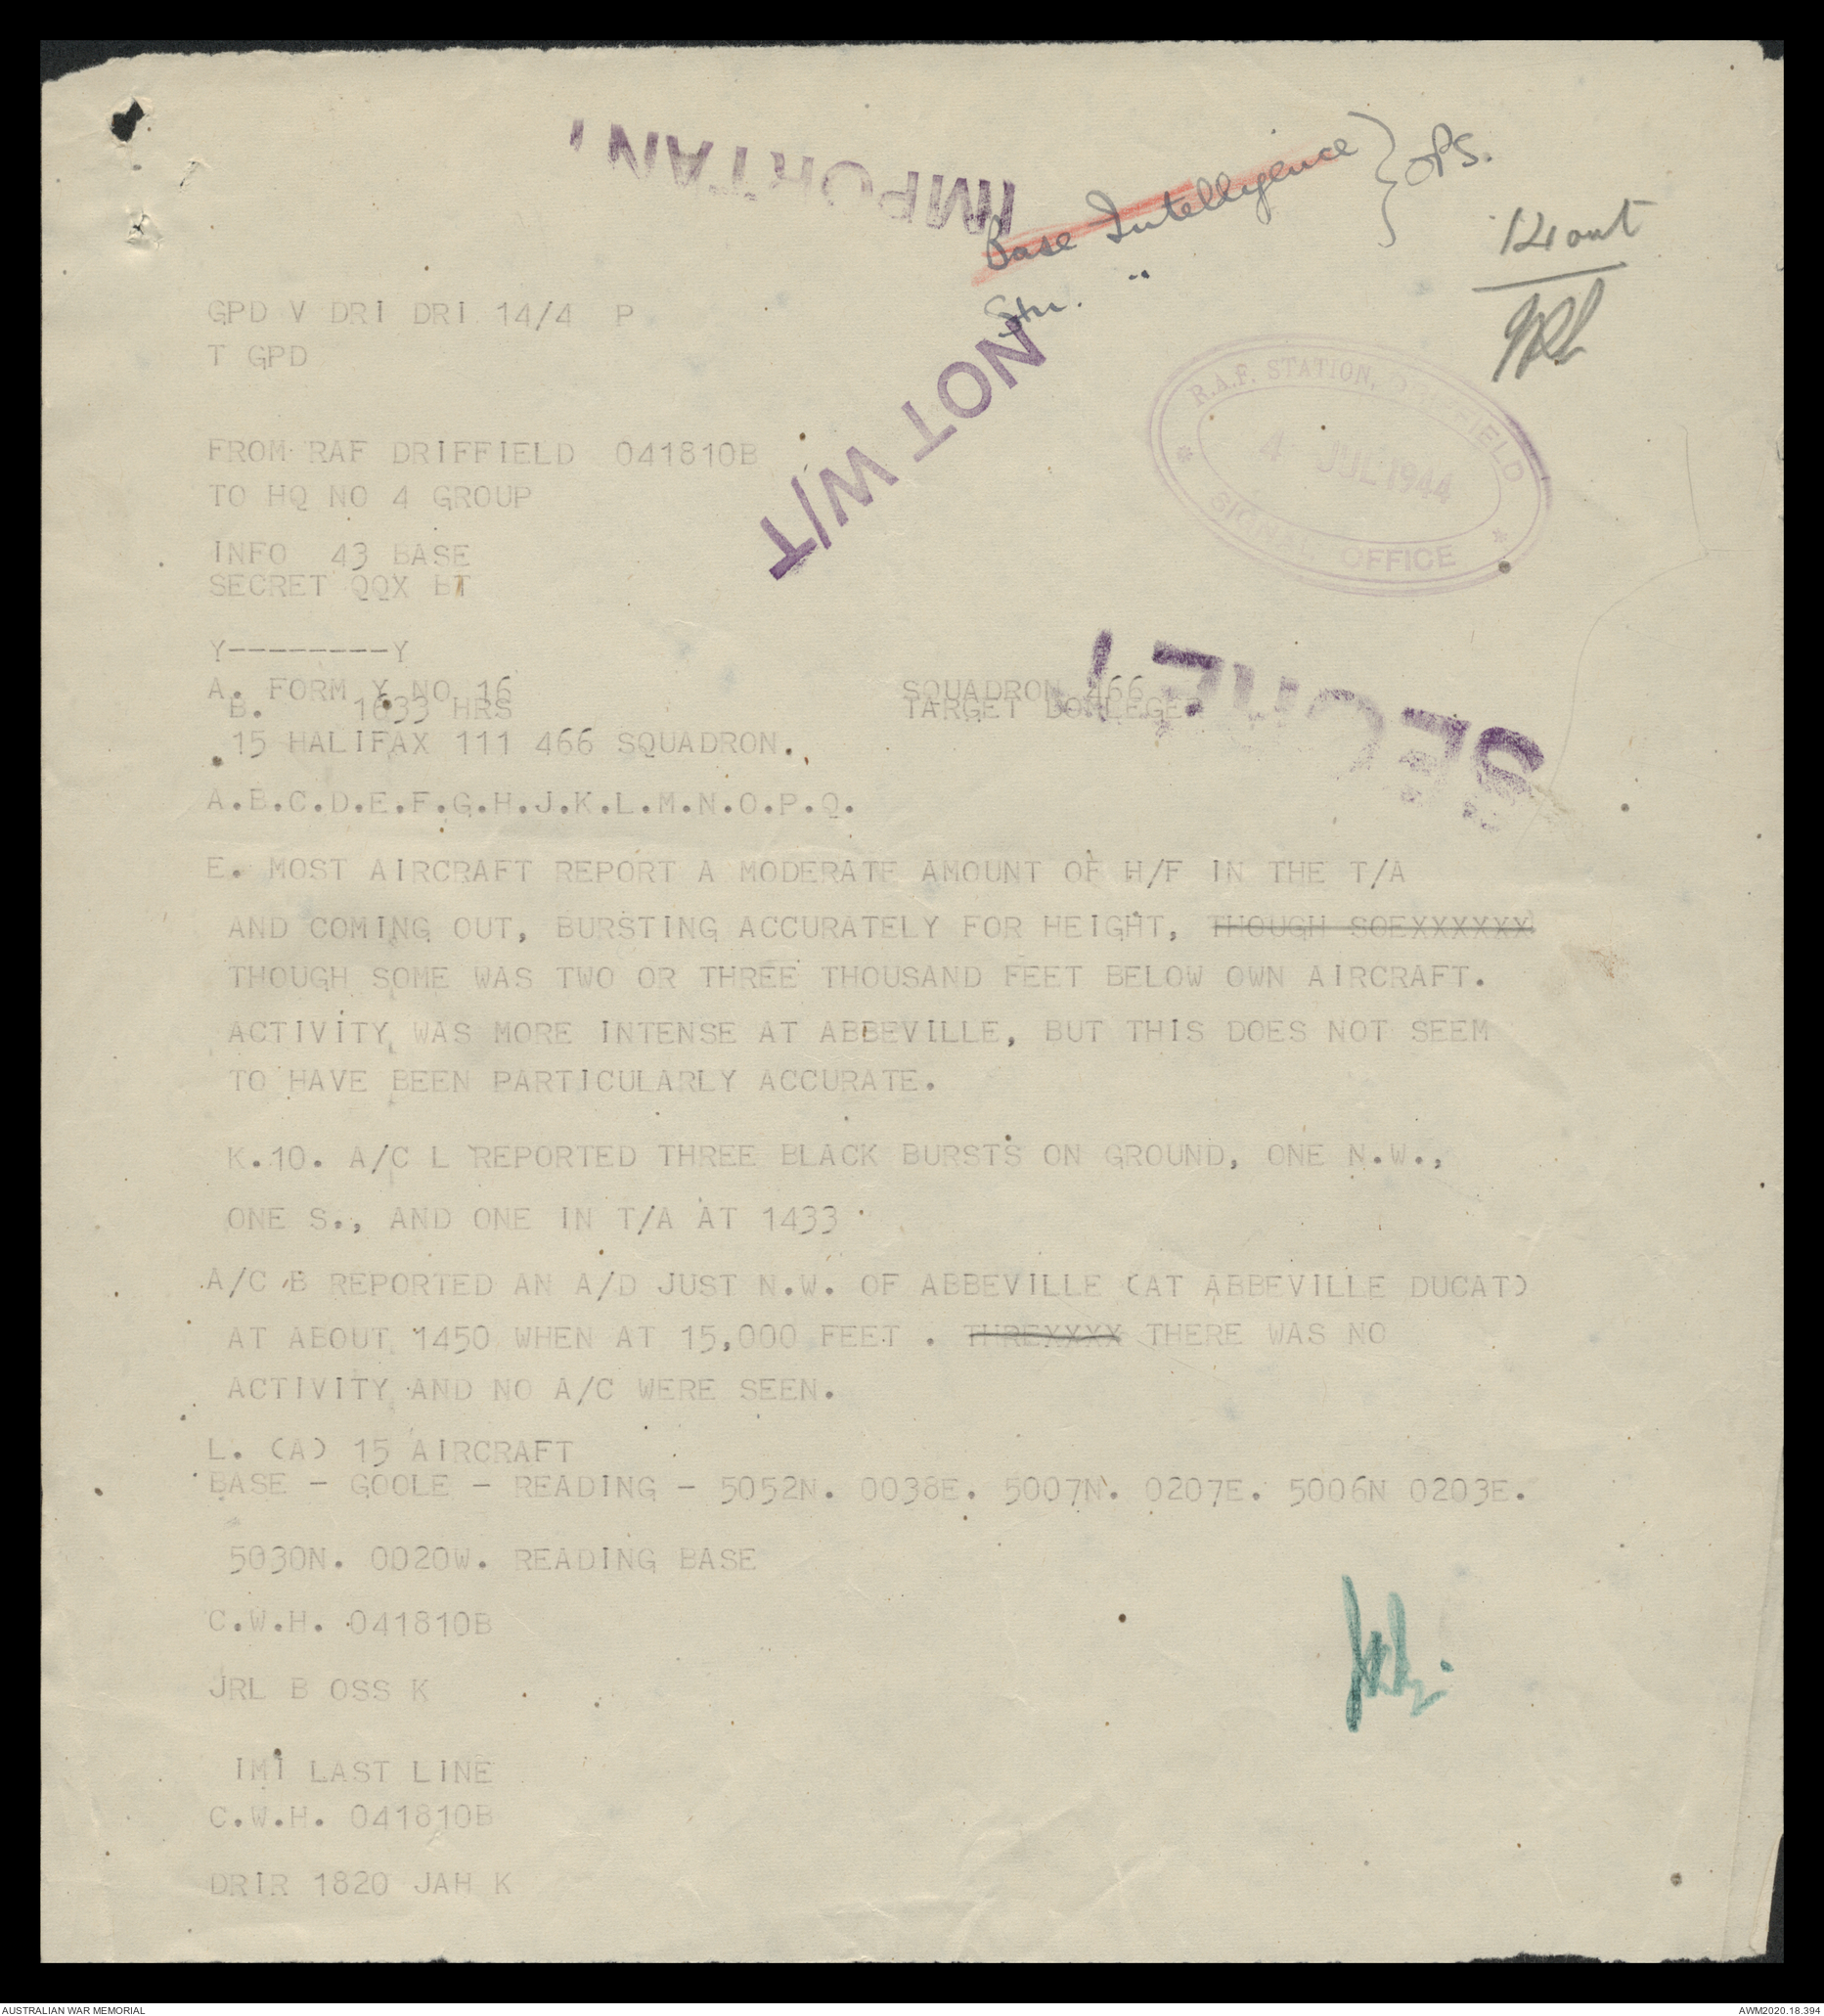 IMPORTANT
Base Intelligence } OPS.
Stn. "
GPD V DRI DRI 14/4 P
T GPD
NOT W/T
R.A.F. STATION, DRIFFIELD
4 JUL 1944
SIGNAL OFFICE
FROM RAF DRIFFIELD 041810B
TO HQ NO 4 GROUP
INFO 43 BASE
SECRET QQX BT
SECRET
Y--------Y
A. FORM Y NO 16 SQUADRON 466
B. 1633 HRS TARGET DOMLEGER
15 HALIFAX 111 466 SQUADRON.
A.B.C.D.E.F.G.H.J.K.L.M.N.O.P.Q.
E. MOST AIRCRAFT REPORT A MODERATE AMOUNT OF H/F IN THE T/A
AND COMING OUT, BURSTING ACCURATELY FOR HEIGHT, THOUGH SOEXXXXXX
THOUGH SOME WAS TWO OR THREE THOUSAND FEET BELOW OWN AIRCRAFT.
ACTIVITY WAS MORE INTENSE AT ABBEVILLE, BUT THIS DOES NOT SEEM
TO HAVE BEEN PARTICULARLY ACCURATE.
K.10. A/C L REPORTED THREE BLACK BURSTS ON GROUND, ONE N.W.,
ONE S., AND ONE IN T/A AT 1433
A/C B REPORTED AN A/D JUST N.W. OF ABBEVILLE (AT ABBEVILLE DUCAT)
AT ABOUT 1450 WHEN AT 15,000 FEET . THREXXXX THERE WAS NO
ACTIVITY AND NO A/C WERE SEEN.
L. (A) 15 AIRCRAFT
BASE - GOOLE - READING - 5052N. 0038E. 5007N. 0207E. 5006N 0203E.
5030N. 0020W. READING BASE
C.W.H. 041810B
JRL B OSS K
IMI LAST LINE
C.W.H. 041810B
DRIR 1820 JAH K
AUSTRALIAN WAR MEMORIAL
AWM2020.18.394